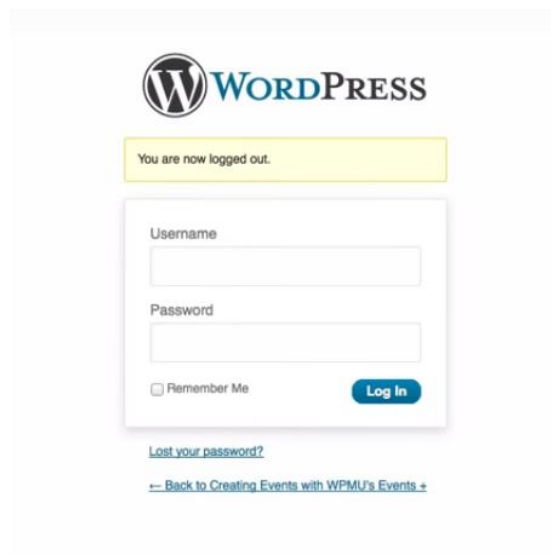 WORDPRESS
You are now logged out.
Username
Password
Remember Me
Log In
Lost your password?
← Back to Creating Events with WPMU's Events +